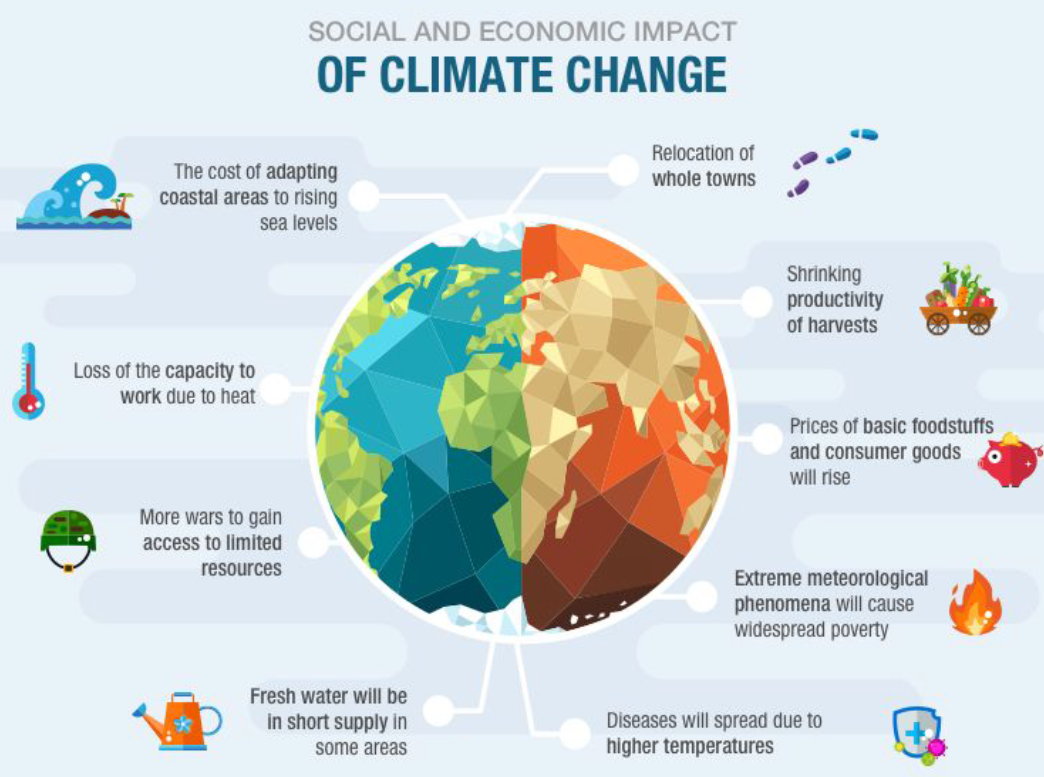 SOCIAL AND ECONOMIC IMPACT
OF CLIMATE CHANGE
The cost of adapting
coastal areas to rising
sea levels
Relocation of
whole towns
Shrinking
productivity
of harvests
Loss of the capacity to
work due to heat
Prices of basic foodstuffs
and consumer goods
will rise
More wars to gain
access to limited
resources
Extreme meteorological
phenomena will cause
widespread poverty
Fresh water will be
in short supply in
some areas
Diseases will spread due to
higher temperatures